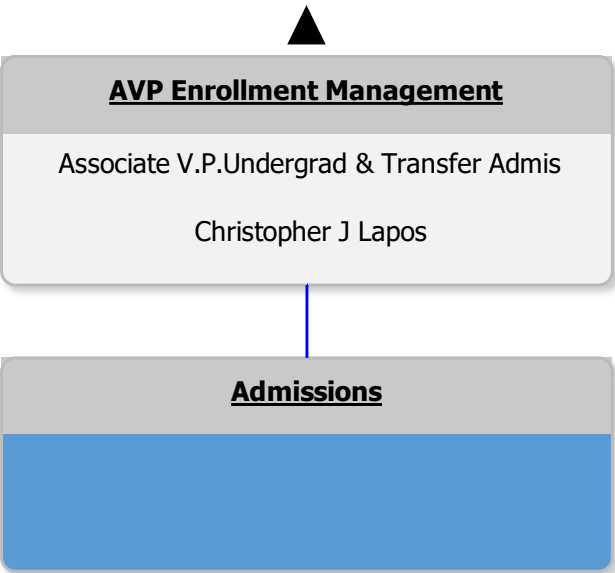 AVP Enrollment Management
Associate V.P.Undergrad & Transfer Admis
Christopher J Lapos
Admissions